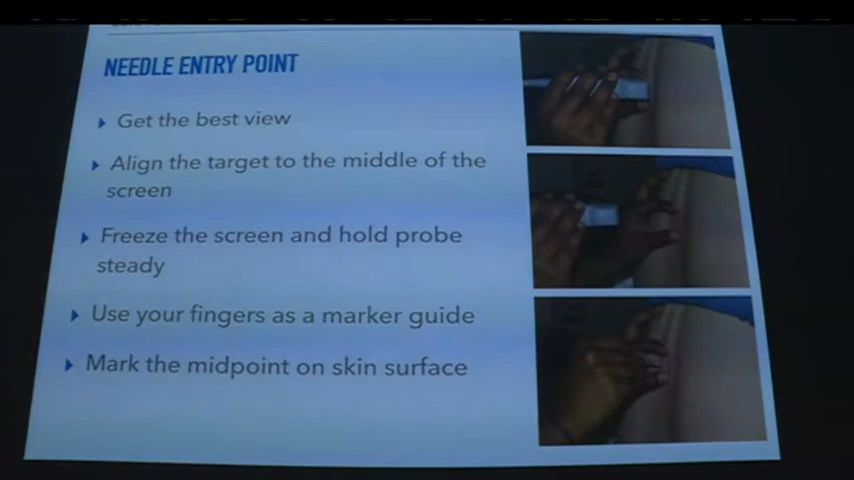 NEEDLE ENTRY POINT
Get the best view
Align the target to the middle of the
screen
Freeze the screen and hold probe
steady
Use your fingers as a marker guide
Mark the midpoint on skin surface